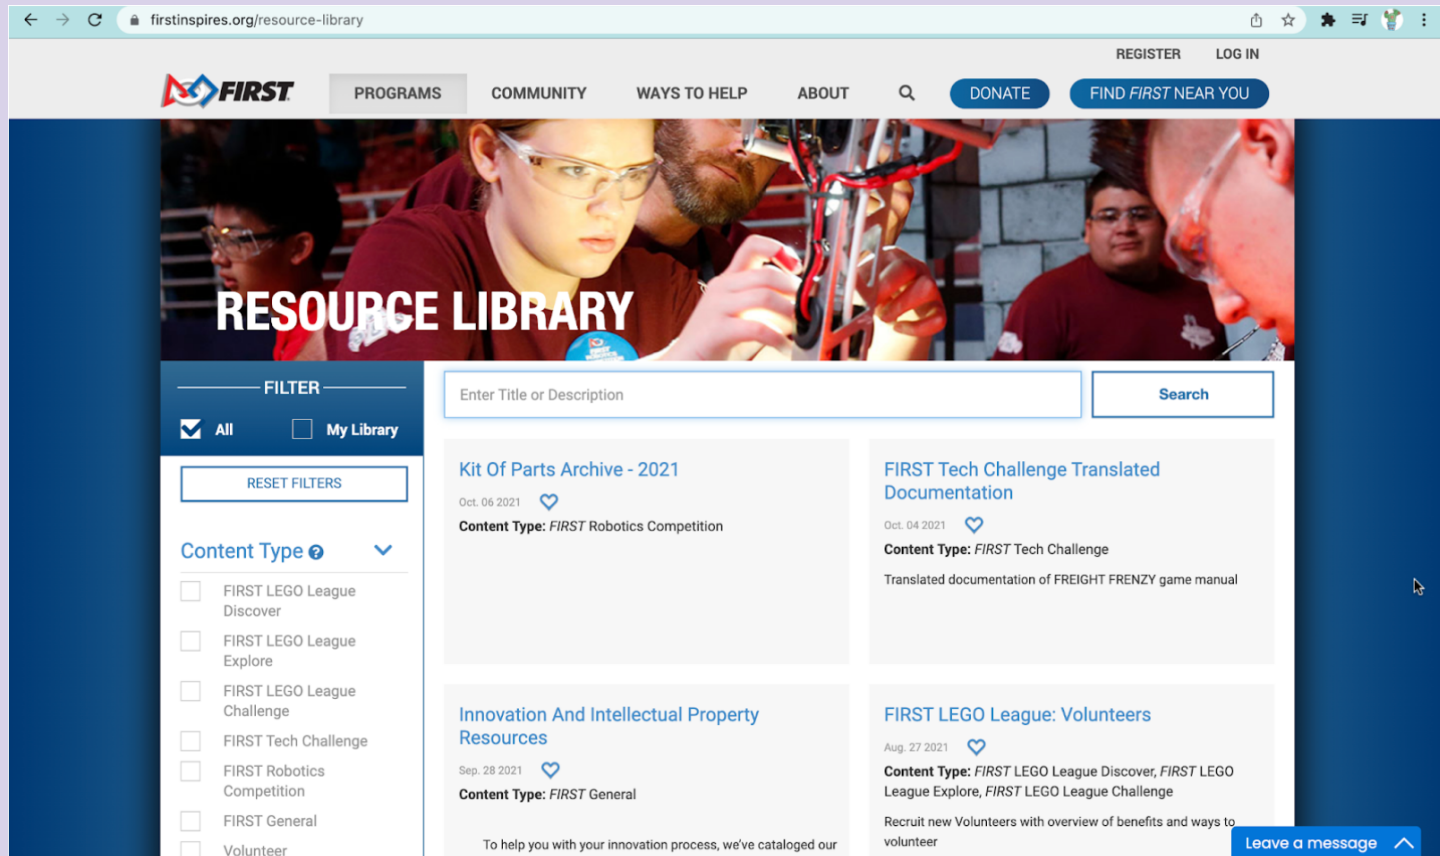 firstinspires.org/resource-library
REGISTER LOG IN
FIRST PROGRAMS COMMUNITY WAYS TO HELP ABOUT DONATE FIND FIRST NEAR YOU
RESOURCE LIBRARY
FILTER
All My Library
RESET FILTERS
Content Type
FIRST LEGO League
Discover
FIRST LEGO League
Explore
FIRST LEGO League
Challenge
FIRST Tech Challenge
FIRST Robotics
Competition
FIRST General
Volunteer
Enter Title or Description
Search
Kit Of Parts Archive - 2021
Oct. 06 2021
Content Type: FIRST Robotics Competition
FIRST Tech Challenge Translated
Documentation
Oct. 04 2021
Content Type: FIRST Tech Challenge
Translated documentation of FREIGHT FRENZY game manual
Innovation And Intellectual Property
Resources
Sep. 28 2021
Content Type: FIRST General
To help you with your innovation process, we've cataloged our
FIRST LEGO League: Volunteers
Aug. 27 2021
Content Type: FIRST LEGO League Discover, FIRST LEGO
League Explore, FIRST LEGO League Challenge
Recruit new Volunteers with overview of benefits and ways to
volunteer
Leave a message